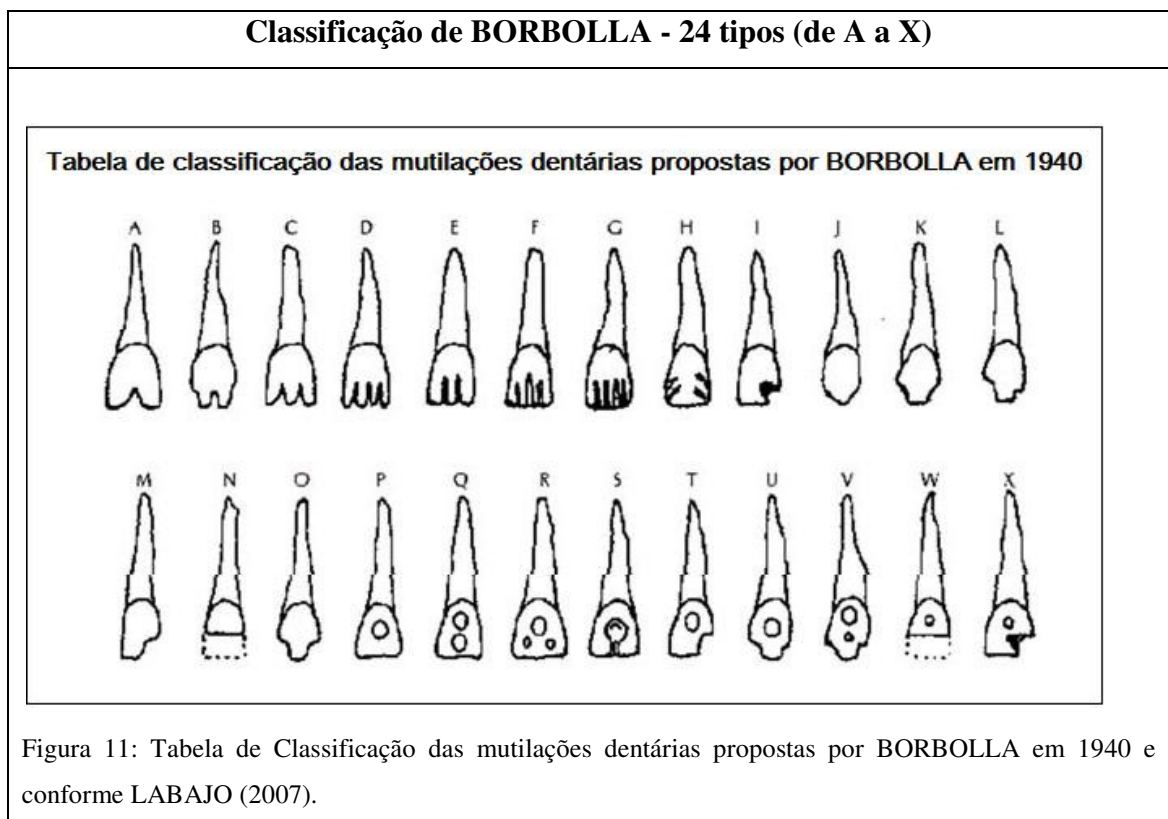 Classificação de BORBOLLA - 24 tipos (de A a X)
Tabela de classificação das mutilações dentárias propostas por BORBOLLA em 1940
A B C D E F G H I J K L
M N O P Q R S T U V W X
Figura 11: Tabela de Classificação das mutilações dentárias propostas por BORBOLLA em 1940 e
conforme LABAJO (2007).